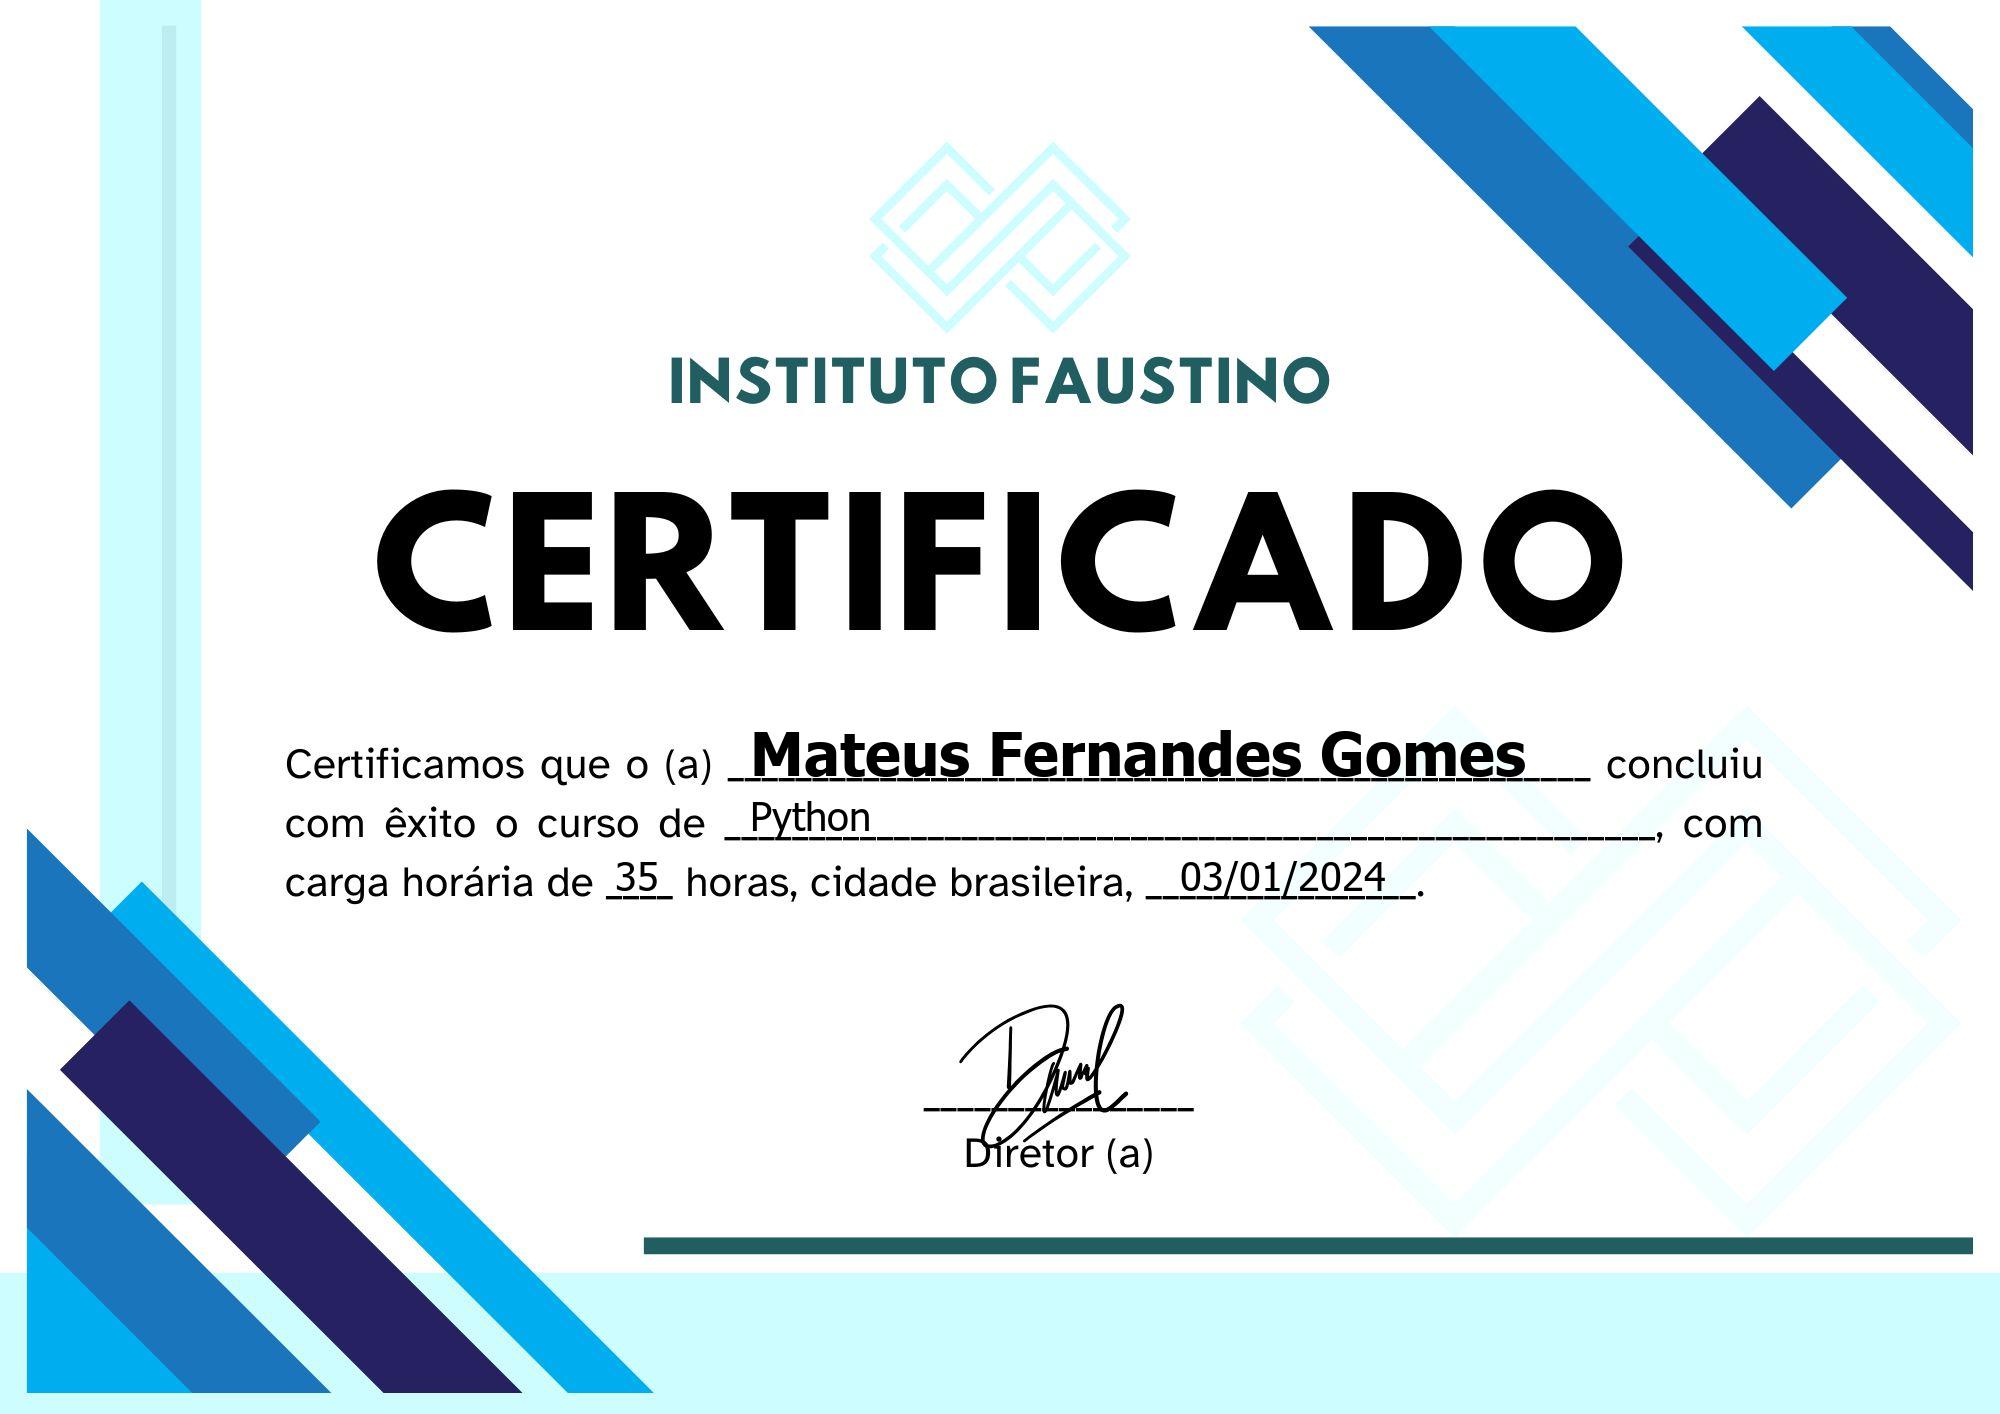 INSTITUTO FAUSTINO
CERTIFICADO
Certificamos que o (a) Mateus Fernandes Gomes concluiu
com êxito o curso de Python, com
carga horária de 35 horas, cidade brasileira, 03/01/2024.
Diretor (a)